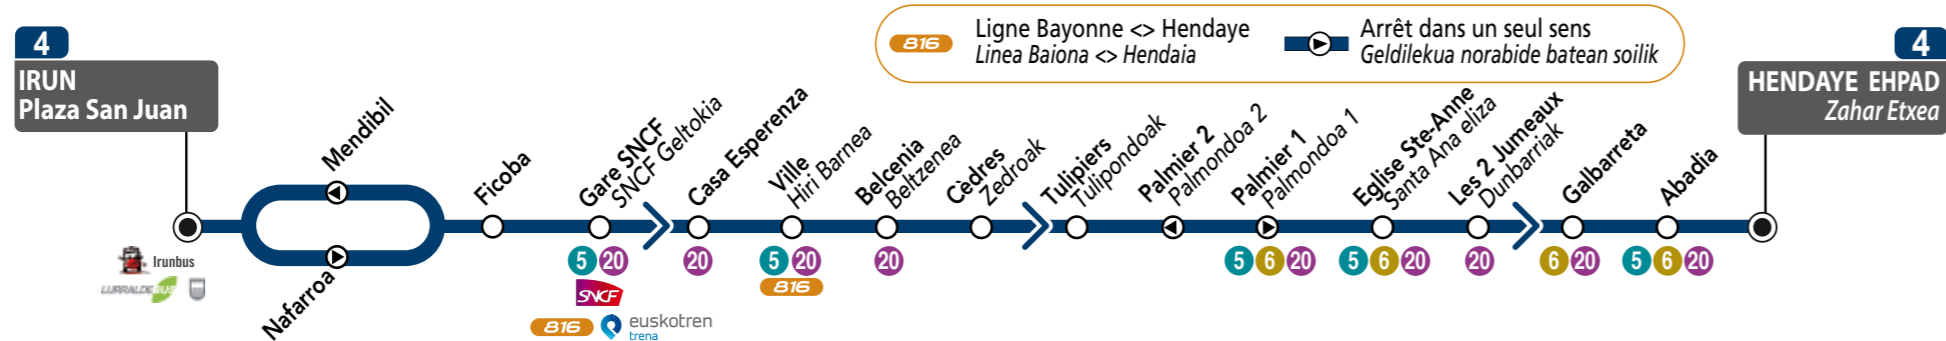 4
IRUN
Plaza San Juan
816
Ligne Bayonne <> Hendaye
Linea Baiona <> Hendaia
Arrêt dans un seul sens
Geldilekua norabide batean soilik
4
HENDAYE EHPAD
Zahar Etxea
Mendibil
Nafarroa
Ficoba
Gare SNCF
SNCF Geltokia
Casa Esperenza
Ville
Hiri Barnea
Belcenia
Beltzenea
Cèdres
Zedroak
Tulipiers
Tulipondoak
Palmier 2
Palmondoa 2
Palmier 1
Palmondoa 1
Eglise Ste-Anne
Santa Ana eliza
Les 2 Jumeaux
Dunbarriak
Galbarreta
Abadia
Irunbus
LURRALDEBUS
5 20
SNCF
816
euskotren
trena
20
5 20
816
20
5 6 20
5 6 20
20
6 20
5 6 20